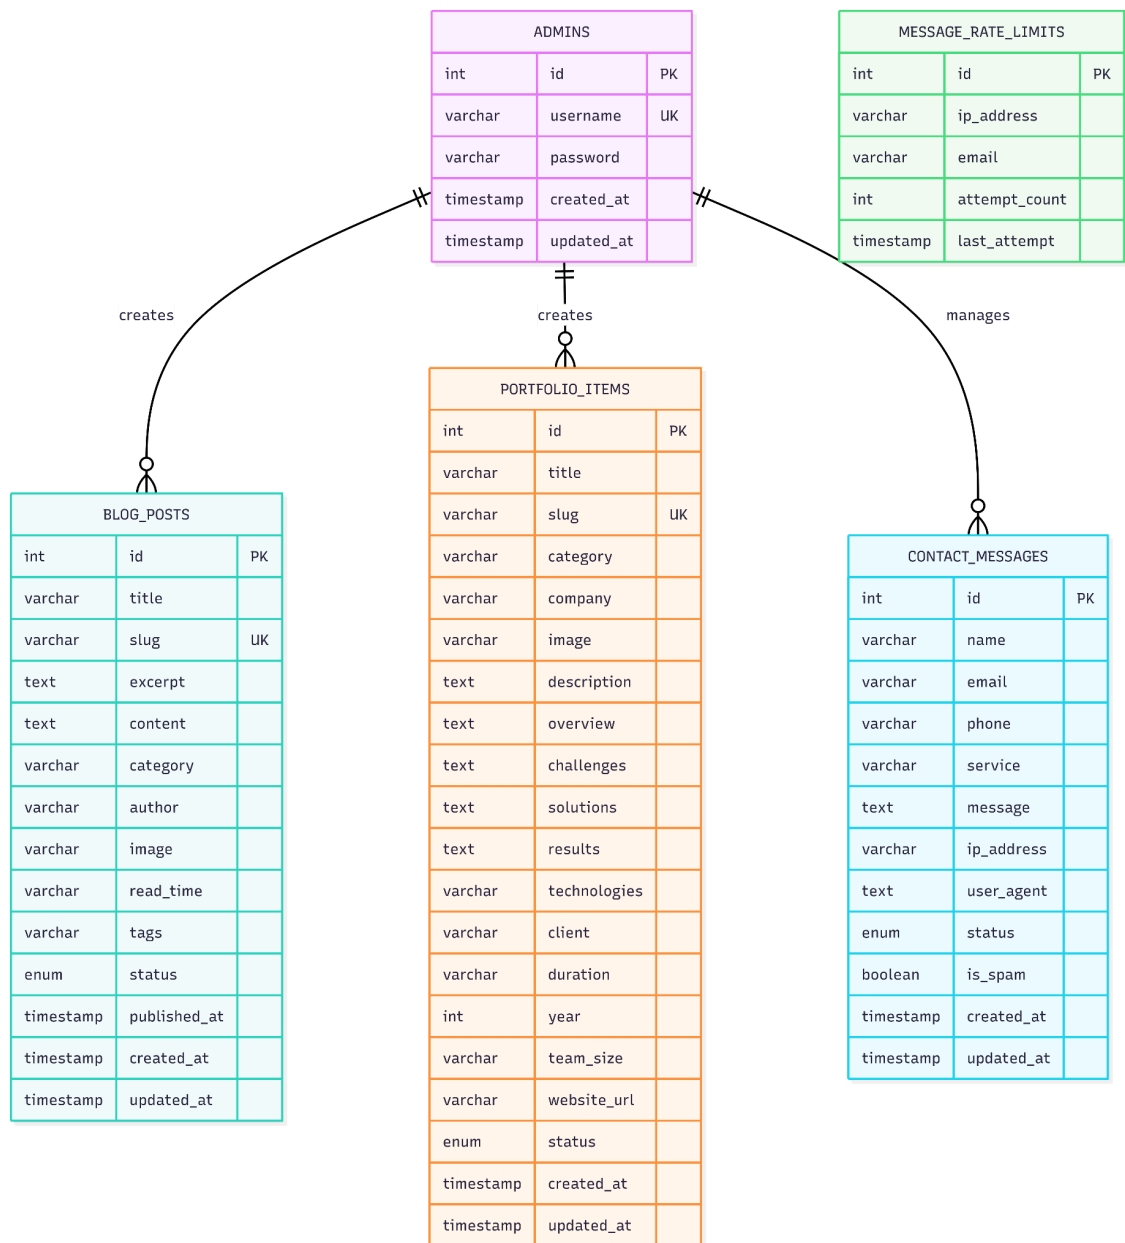 ADMINS
int id PK
varchar username UK
varchar password
timestamp created_at
timestamp updated_at
MESSAGE_RATE_LIMITS
int id PK
varchar ip_address
varchar email
int attempt_count
timestamp last_attempt
creates
creates
manages
BLOG_POSTS
int id PK
varchar title
varchar slug UK
text excerpt
text content
varchar category
varchar author
varchar image
varchar read_time
varchar tags
enum status
timestamp published_at
timestamp created_at
timestamp updated_at
PORTFOLIO_ITEMS
int id PK
varchar title
varchar slug UK
varchar category
varchar company
varchar image
text description
text overview
text challenges
text solutions
text results
varchar technologies
varchar client
varchar duration
int year
varchar team_size
varchar website_url
enum status
timestamp created_at
timestamp updated_at
CONTACT_MESSAGES
int id PK
varchar name
varchar email
varchar phone
varchar service
text message
varchar ip_address
text user_agent
enum status
boolean is_spam
timestamp created_at
timestamp updated_at